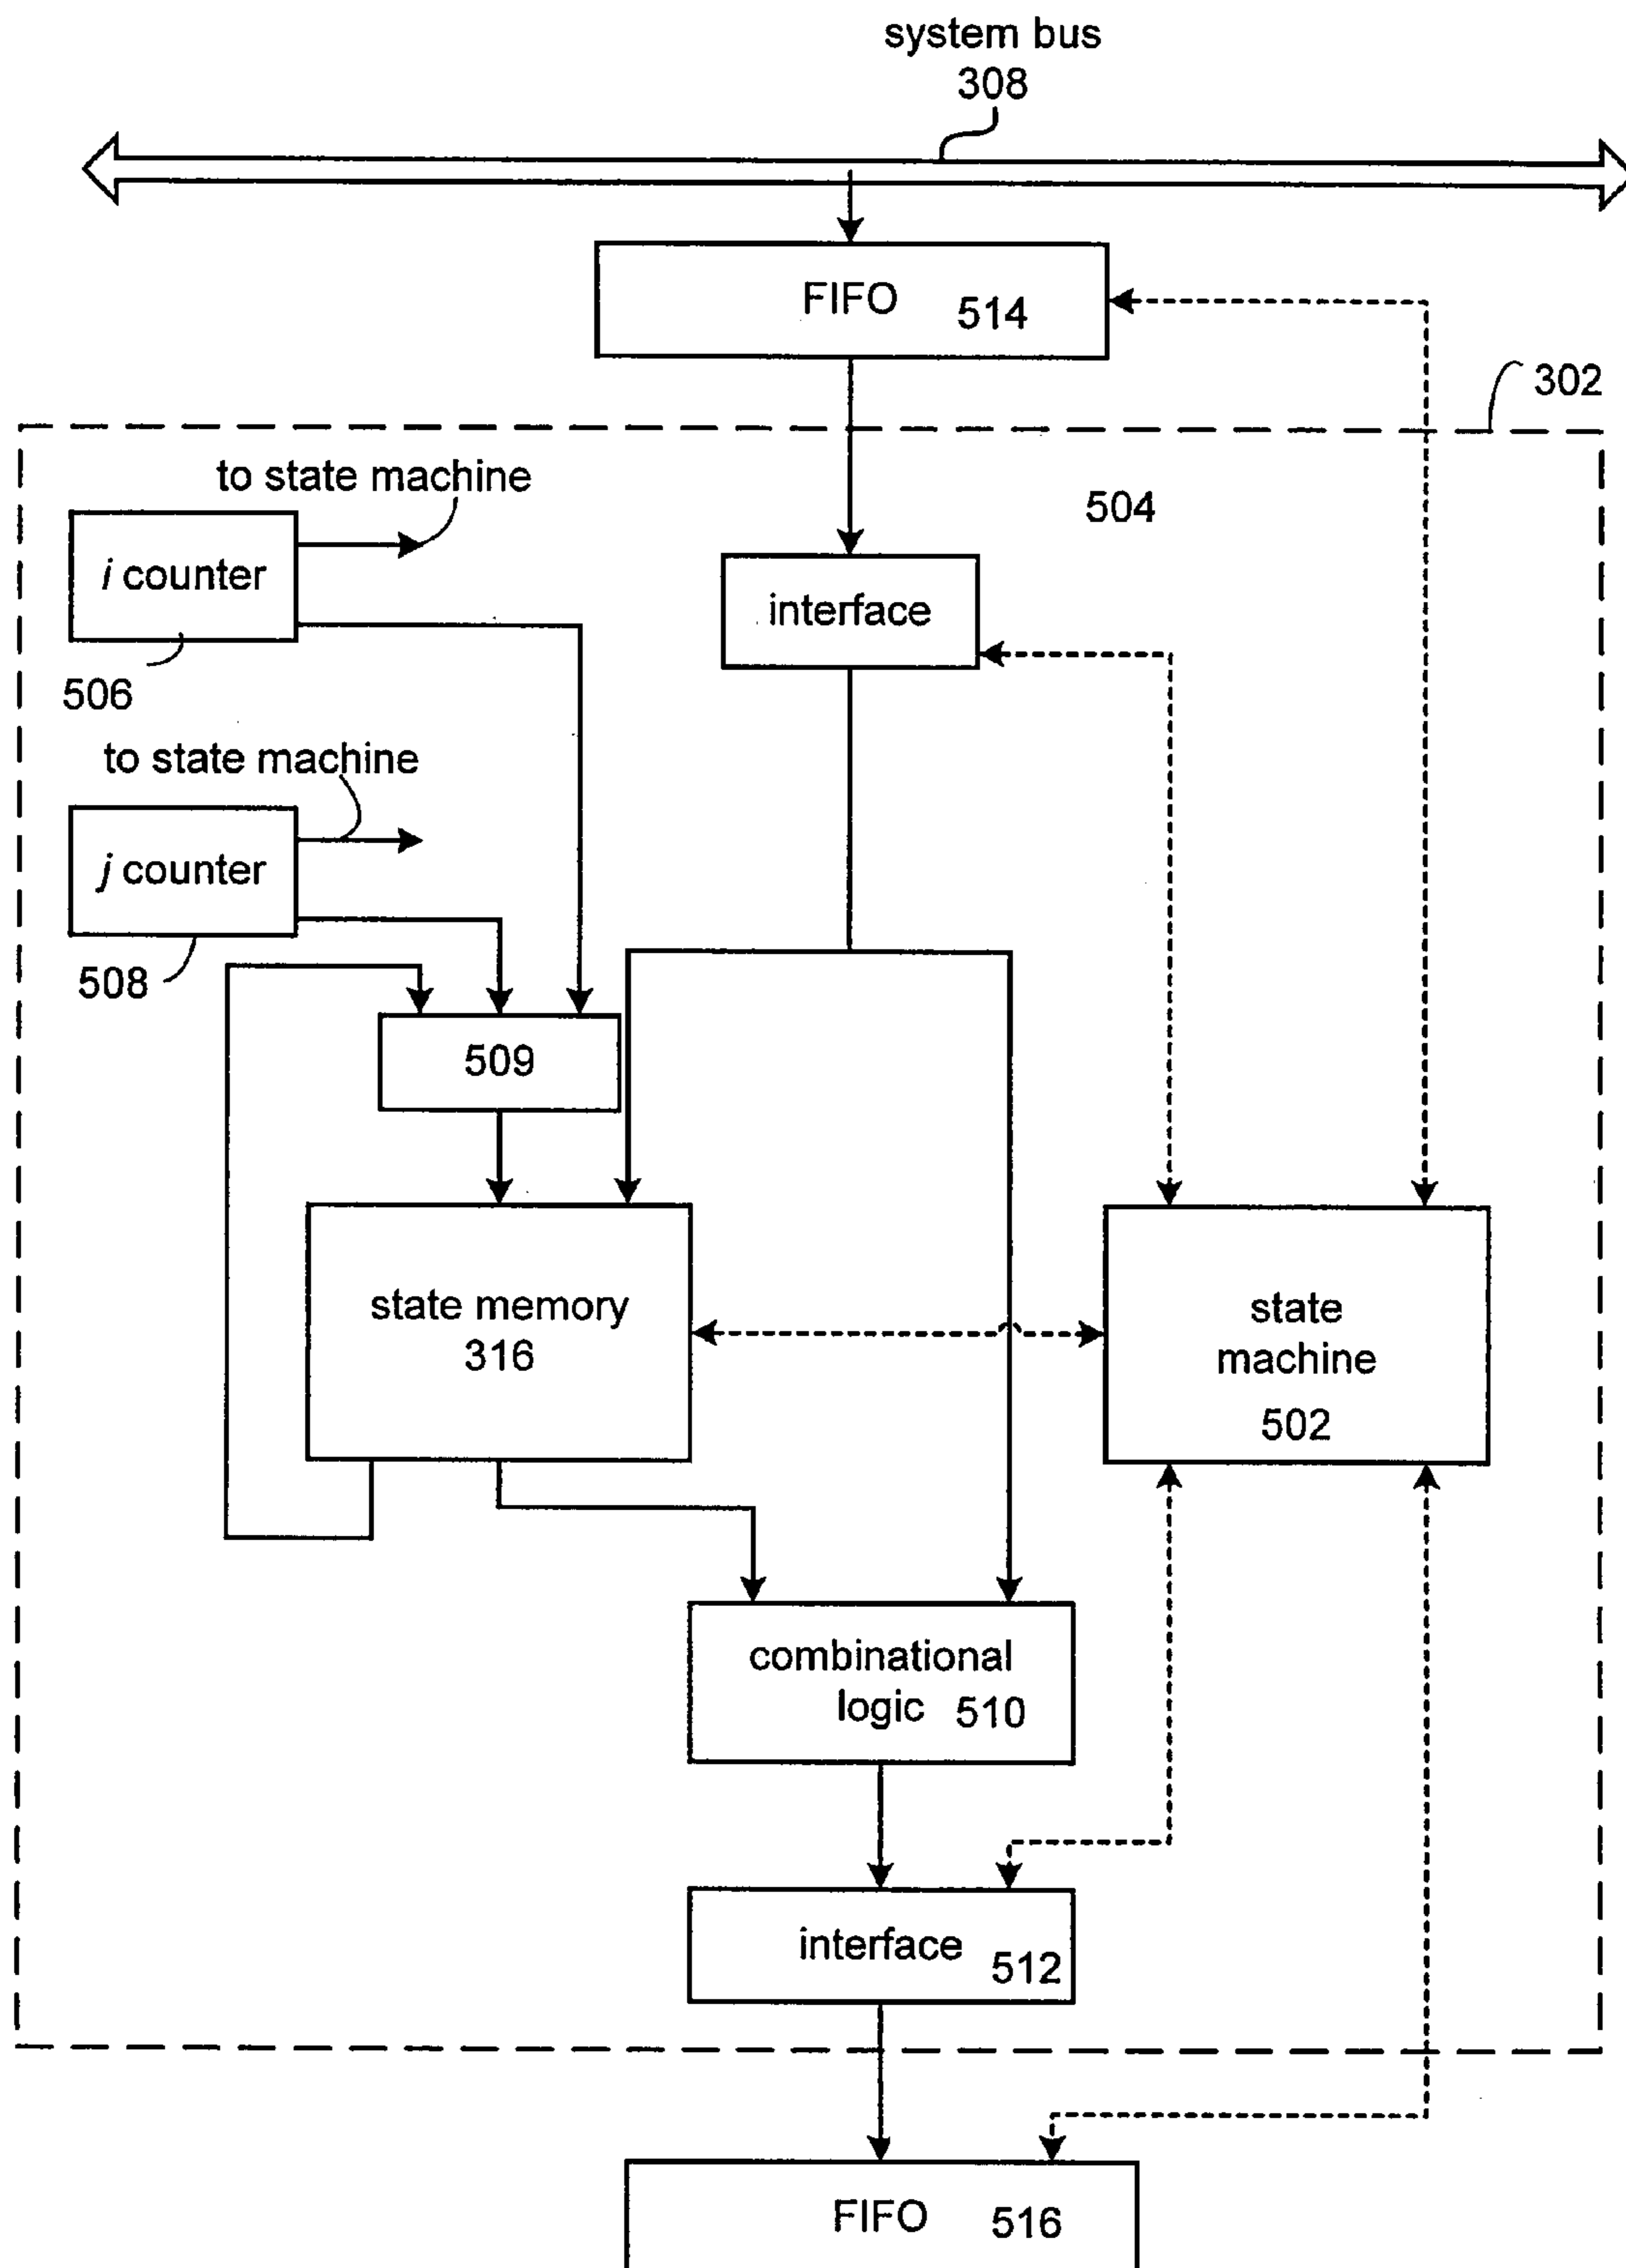 system bus
308
FIFO 514
302
to state machine
504
i counter
interface
506
to state machine
j counter
508
509
state memory
316
state
machine
502
combinational
logic 510
interface 512
FIFO 516